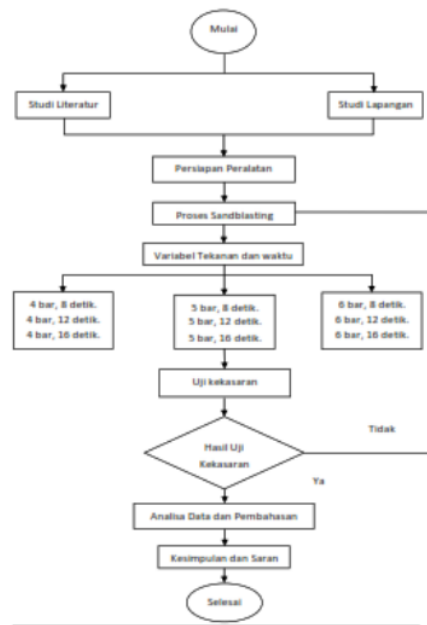 Mulai
Studi Literatur
Studi Lapangan
Persiapan Peralatan
Proses Sandblasting
Variabel Tekanan dan waktu
4 bar, 8 detik.
4 bar, 12 detik.
4 bar, 16 detik.
5 bar, 8 detik.
5 bar, 12 detik.
5 bar, 16 detik.
6 bar, 8 detik.
6 bar, 12 detik.
6 bar, 16 detik.
Uji kekasaran
Hasil Uji
Kekasaran
Tidak
Ya
Analisa Data dan Pembahasan
Kesimpulan dan Saran
Selesai